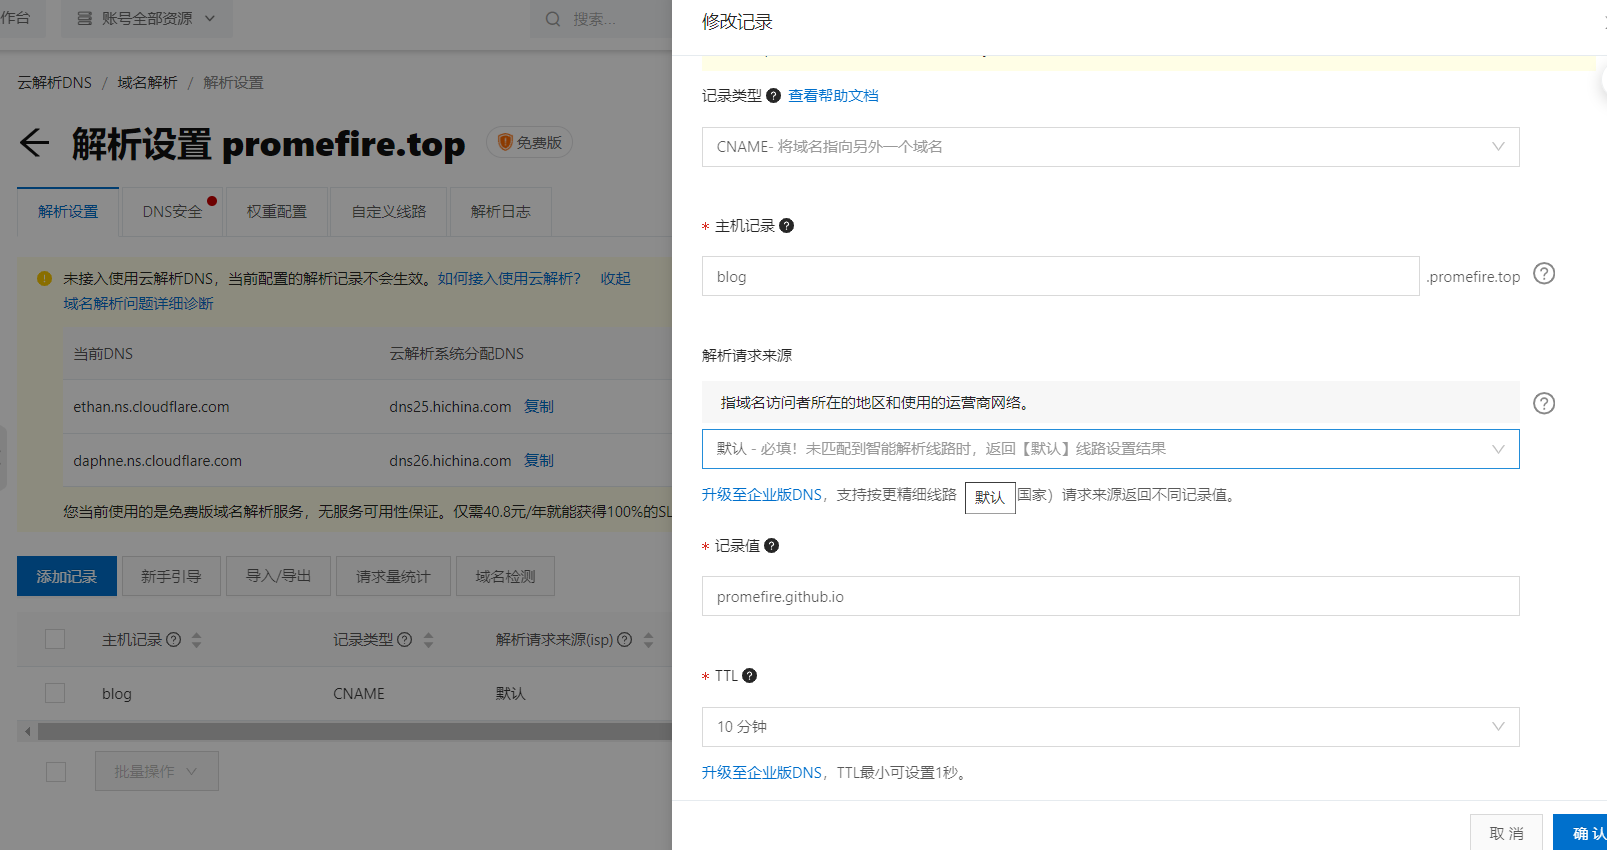 作台
账号全部资源
搜索...
云解析DNS / 域名解析 / 解析设置
解析设置 promefire.top
免费版
解析设置
DNS安全
权重配置
自定义线路
解析日志
未接入使用云解析DNS，当前配置的解析记录不会生效。如何接入使用云解析？ 收起
域名解析问题详细诊断
当前DNS 云解析系统分配DNS
ethan.ns.cloudflare.com dns25.hichina.com 复制
daphne.ns.cloudflare.com dns26.hichina.com 复制
您当前使用的是免费版域名解析服务，无服务可用性保证。仅需40.8元/年就能获得100%的SL
添加记录
新手引导
导入/导出
请求量统计
域名检测
主机记录 记录类型 解析请求来源(isp)
blog CNAME 默认
批量操作
修改记录
记录类型 查看帮助文档
CNAME- 将域名指向另外一个域名
* 主机记录
blog .promefire.top
解析请求来源
指域名访问者所在的地区和使用的运营商网络。
默认 - 必填！未匹配到智能解析线路时，返回【默认】线路设置结果
升级至企业版DNS，支持按更精细线路 默认 国家）请求来源返回不同记录值。
* 记录值
promefire.github.io
* TTL
10 分钟
升级至企业版DNS，TTL最小可设置1秒。
取 消
确 认